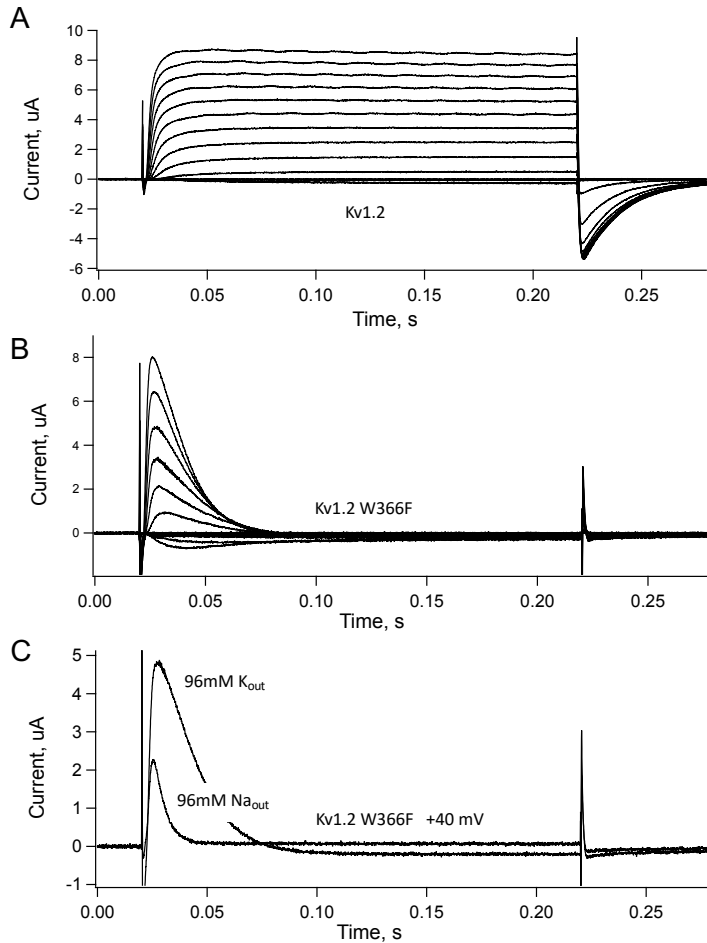 A
10
8
6
4
2
0
-2
-4
-6
Current, uA
Kv1.2
0.00 0.05 0.10 0.15 0.20 0.25
Time, s
B
8
6
4
2
0
Current, uA
Kv1.2 W366F
0.00 0.05 0.10 0.15 0.20 0.25
Time, s
C
5
4
3
2
1
0
-1
Current, uA
96mM Kout
96mM Naout
Kv1.2 W366F +40 mV
0.00 0.05 0.10 0.15 0.20 0.25
Time, s